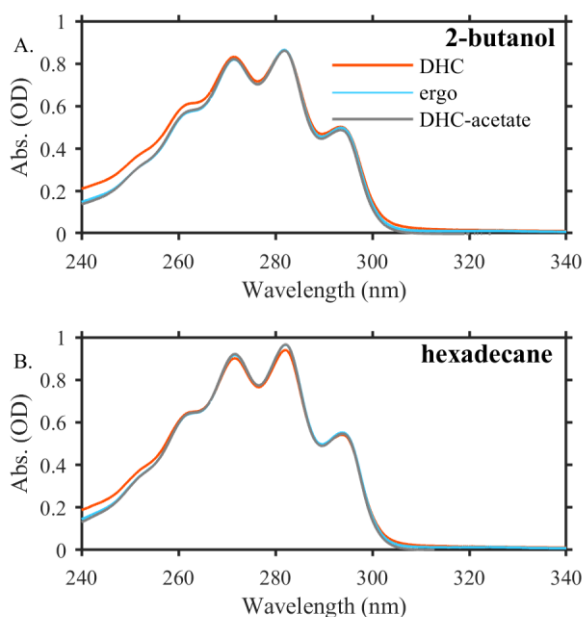 A.
2-butanol
DHC
ergo
DHC-acetate
Abs. (OD)
1
0.8
0.6
0.4
0.2
0
240 260 280 300 320 340
Wavelength (nm)
B.
hexadecane
Abs. (OD)
1
0.8
0.6
0.4
0.2
0
240 260 280 300 320 340
Wavelength (nm)